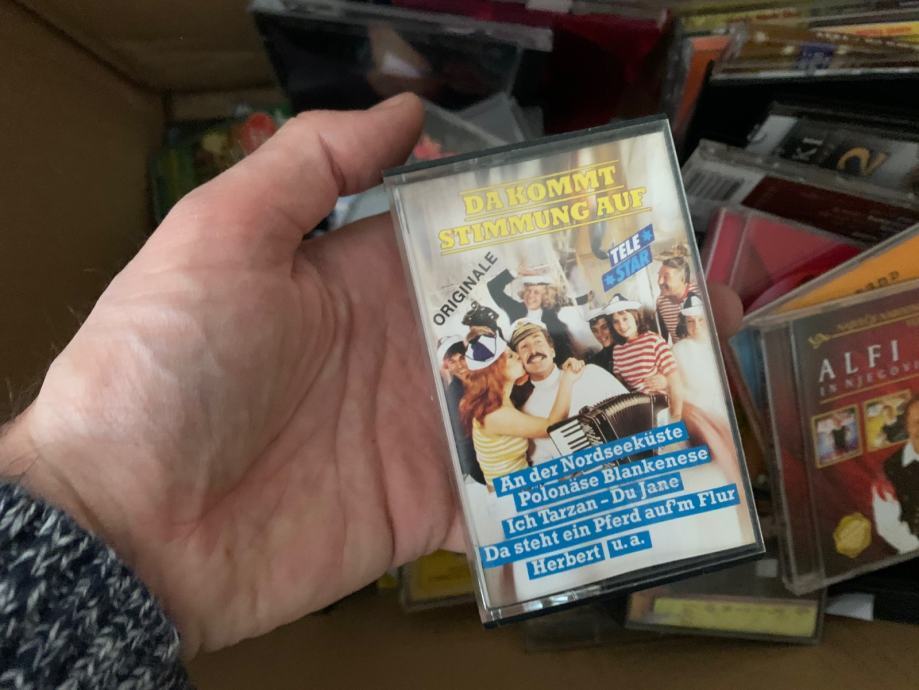 DA KOMMT
STIMMUNG AUF
ORIGINALE
TELE
STAR
An der Nordseeküste
Polonäse Blankenese
Ich Tarzan - Du Jane
Da steht ein Pferd auf'm Flur
Herbert u.a.
2
ALFI